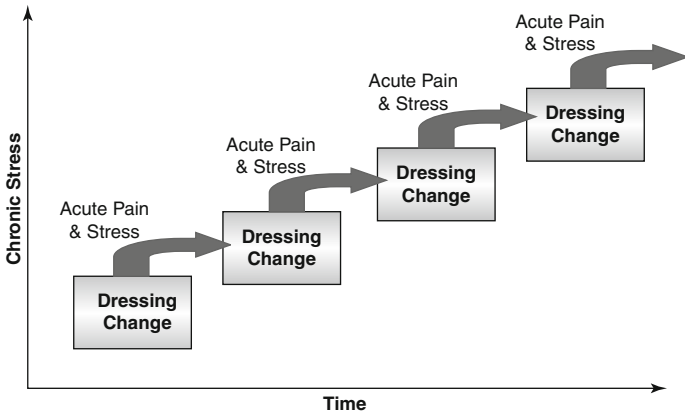 Acute Pain
& Stress
Dressing
Change
Acute Pain
& Stress
Dressing
Change
Acute Pain
& Stress
Dressing
Change
Acute Pain
& Stress
Dressing
Change
Chronic Stress
Time